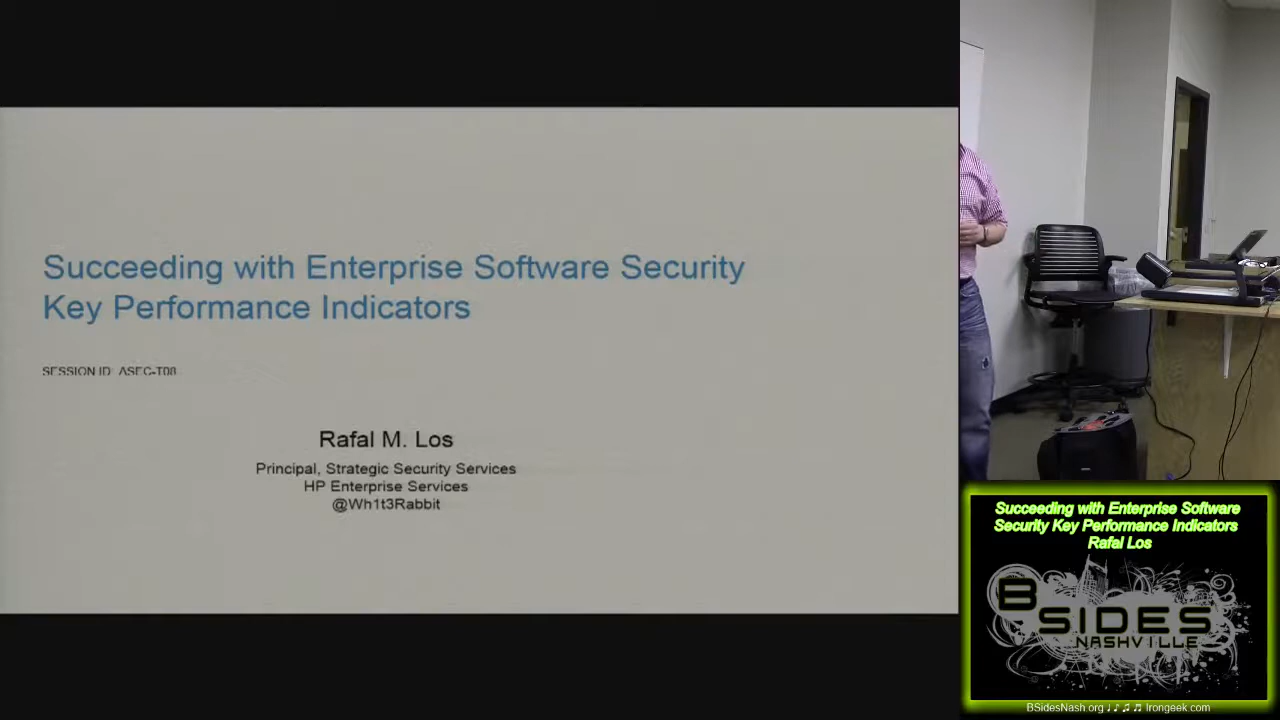 Succeeding with Enterprise Software Security
Key Performance Indicators
SESSION ID: ASEC-T08
Rafal M. Los
Principal, Strategic Security Services
HP Enterprise Services
@Wh1t3Rabbit
Succeeding with Enterprise Software
Security Key Performance Indicators
Rafal Los
BSIDES
NASHVILLE
BSidesNash.org ♩♪♫♬ Irongeek.com